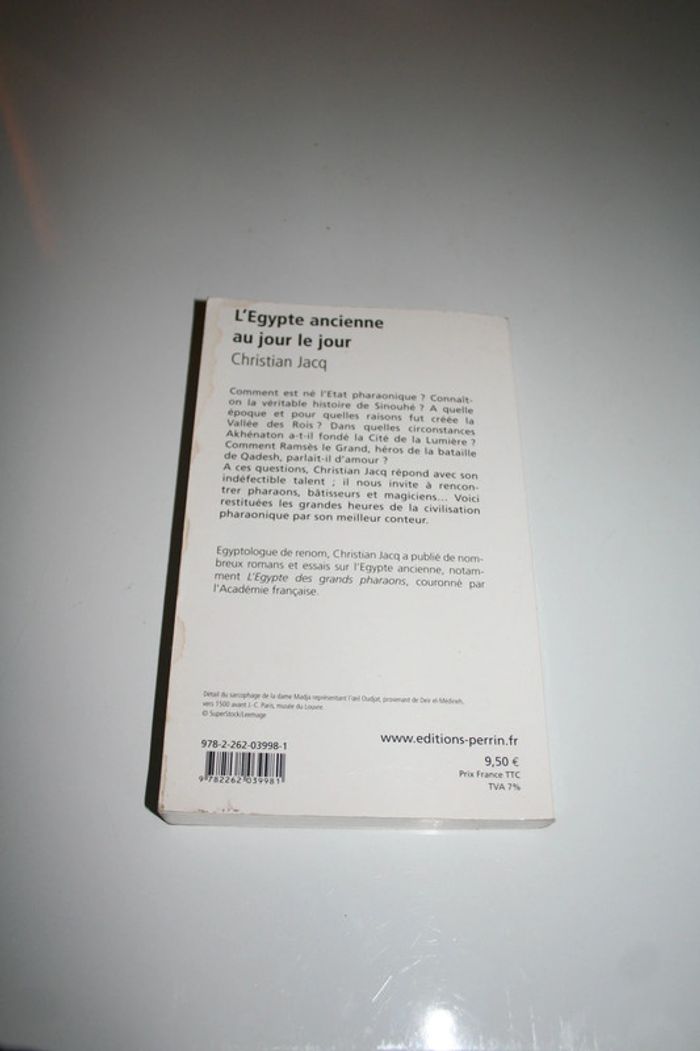 L'Egypte ancienne
au jour le jour
Christian Jacq
Comment est né l'Etat pharaonique ? Connaît-
on la véritable histoire de Sinouhé ? A quelle
époque et pour quelles raisons fut créée la
Vallée des Rois ? Dans quelles circonstances
Akhénaton a-t-il fondé la Cité de la Lumière ?
Comment Ramsès le Grand, héros de la bataille
de Qadesh, parlait-il d'amour ?
A ces questions, Christian Jacq répond avec son
indéfectible talent ; il nous invite à rencon-
trer pharaons, bâtisseurs et magiciens... Voici
restituées les grandes heures de la civilisation
pharaonique par son meilleur conteur.
Egyptologue de renom, Christian Jacq a publié de nom-
breux romans et essais sur l'Egypte ancienne, notam-
ment L'Egypte des grands pharaons, couronné par
l'Académie française.
Détail du sarcophage de la dame Madja représentant l'œil Oudjat, provenant de Deir el-Médineh,
vers 1500 avant J.-C. Paris, musée du Louvre.
© SuperStock/Leemage
978-2-262-03998-1
9 782262 039981
www.editions-perrin.fr
9,50 €
Prix France TTC
TVA 7%